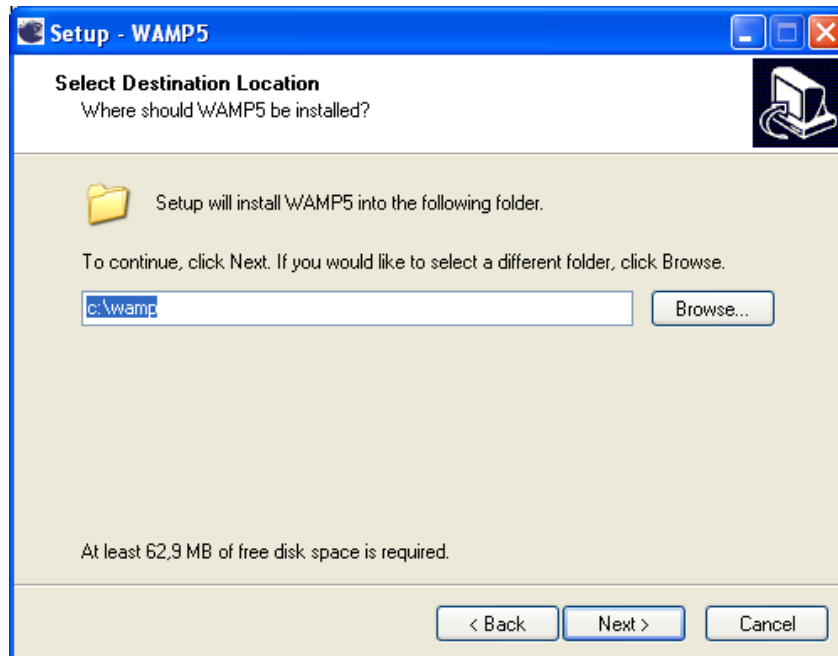 Setup - WAMP5
Select Destination Location
Where should WAMP5 be installed?
Setup will install WAMP5 into the following folder.
To continue, click Next. If you would like to select a different folder, click Browse.
c:\wamp
Browse...
At least 62,9 MB of free disk space is required.
< Back
Next >
Cancel